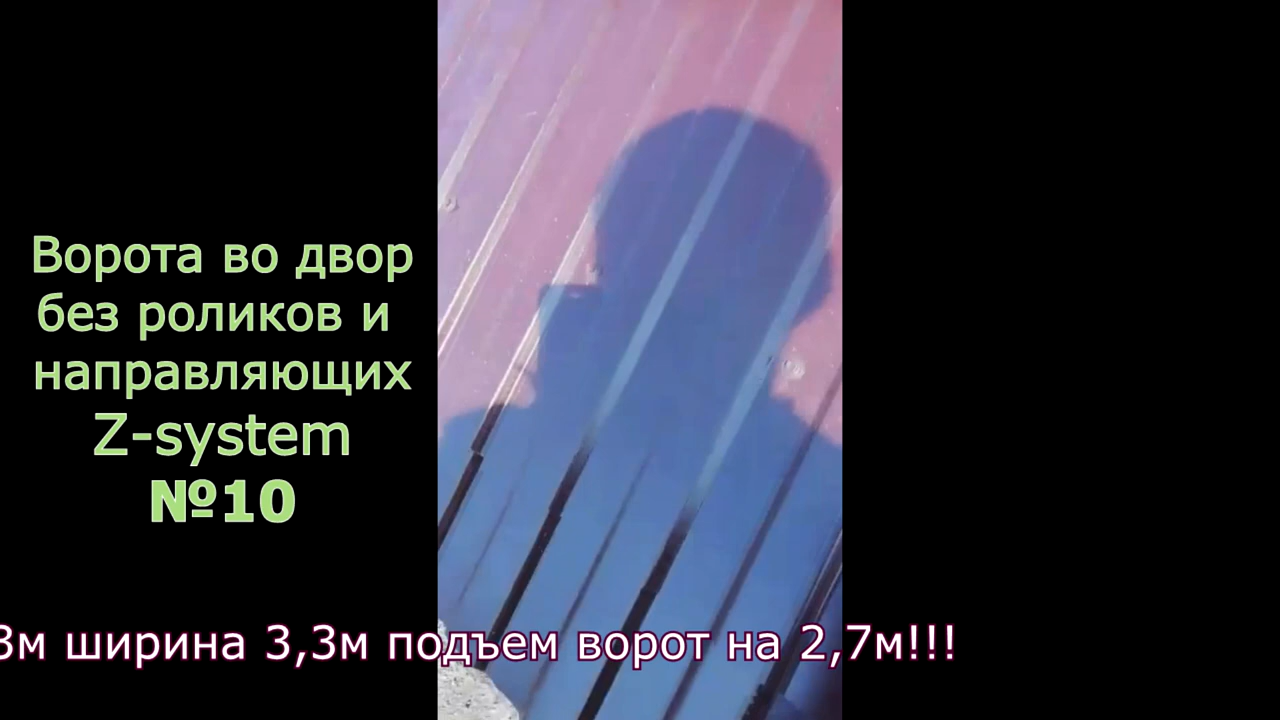 Ворота во двор
без роликов и
направляющих
Z-system
№10
3м ширина 3,3м подъем ворот на 2,7м!!!